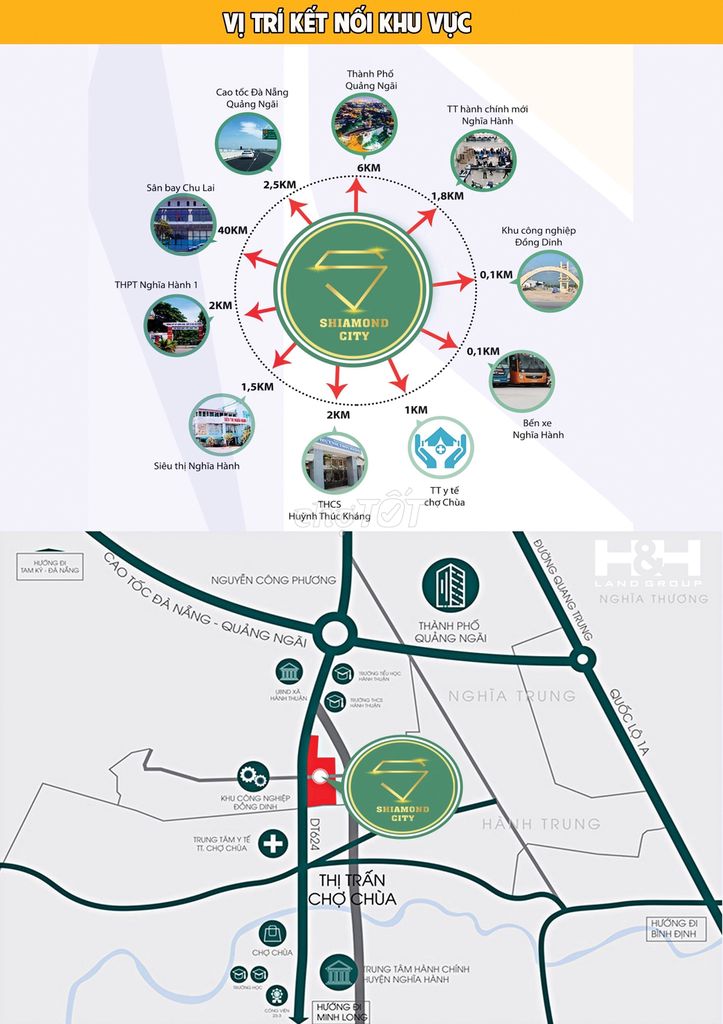 VỊ TRÍ KẾT NỐI KHU VỰC
Thành Phố
Quảng Ngãi
6KM
Cao tốc Đà Nẵng
Quảng Ngãi
2,5KM
TT hành chính mới
Nghĩa Hành
1,8KM
Sân bay Chu Lai
40KM
Khu công nghiệp
Đồng Dinh
0,1KM
THPT Nghĩa Hành 1
2KM
SHIAMOND
CITY
0,1KM
Bến xe
Nghĩa Hành
1,5KM
Siêu thị Nghĩa Hành
2KM
THCS
Huỳnh Thúc Kháng
1KM
TT y tế
chợ Chùa
chợTỐT
HƯỚNG ĐI
TAM KỲ - ĐÀ NẴNG
CAO TỐC ĐÀ NẴNG - QUẢNG NGÃI
NGUYỄN CÔNG PHƯƠNG
THÀNH PHỐ
QUẢNG NGÃI
ĐƯỜNG QUANG TRUNG
H&H
LAND GROUP
NGHĨA THƯƠNG
UBND XÃ
HÀNH THUẬN
TRƯỜNG TIỂU HỌC
HÀNH THUẬN
TRƯỜNG THCS
HÀNH THUẬN
NGHĨA TRUNG
QUỐC LỘ 1A
KHU CÔNG NGHIỆP
ĐỒNG DINH
SHIAMOND
CITY
DT624
HÀNH TRUNG
TRUNG TÂM Y TẾ
TT. CHỢ CHÙA
THỊ TRẤN
CHỢ CHÙA
HƯỚNG ĐI
BÌNH ĐỊNH
CHỢ CHÙA
TRƯỜNG HỌC
TRUNG TÂM HÀNH CHÍNH
HUYỆN NGHĨA HÀNH
CÔNG VIÊN
23-3
HƯỚNG ĐI
MINH LONG